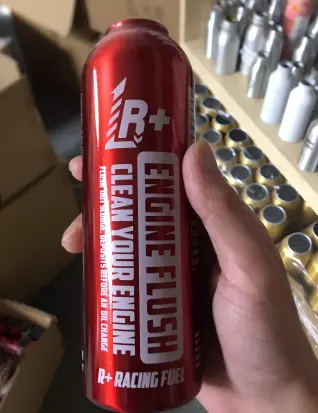 R+
ENGINE FLUSH
CLEAN YOUR ENGINE
FLUSH OUT SLUDGE, DEPOSITS BEFORE AN OIL CHANGE
R+ RACING FUEL